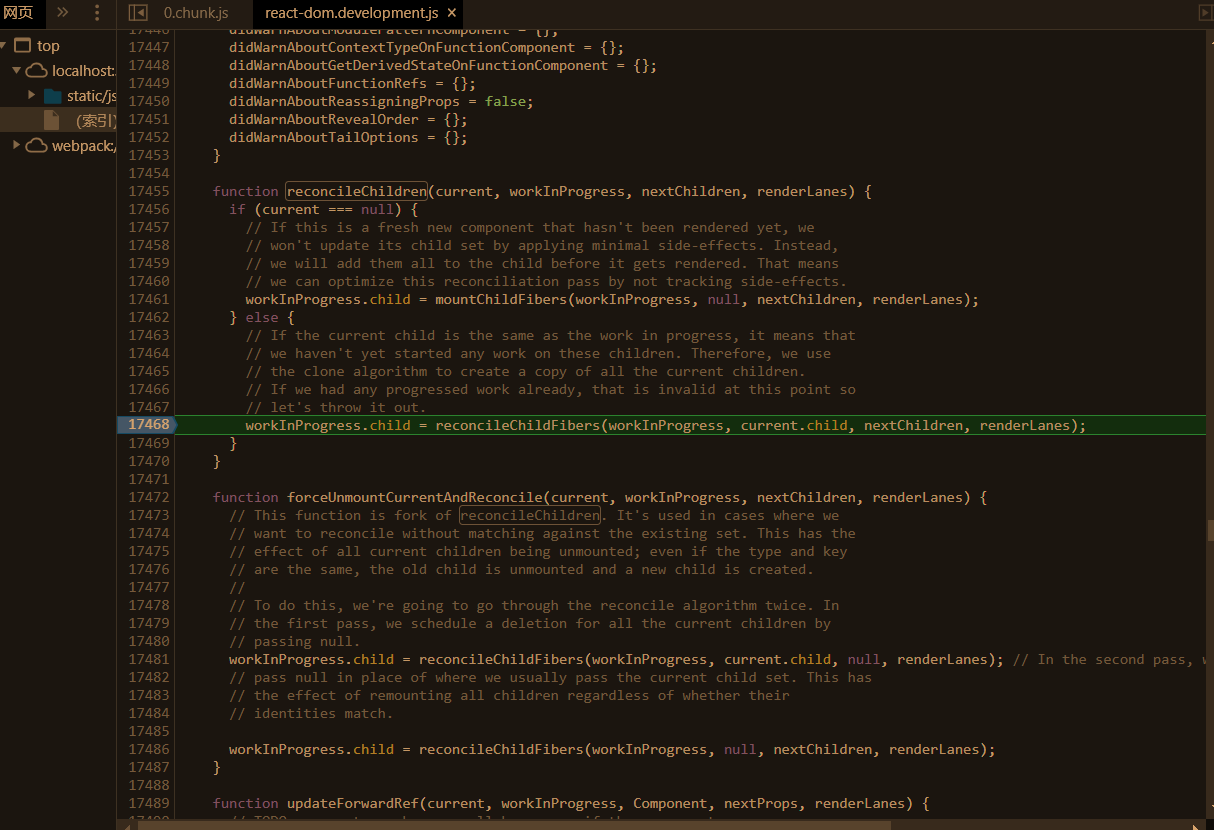 网页
0.chunk.js
react-dom.development.js ×
top
localhost:
static/js
(索引)
webpack:/
17446 didWarnAboutModulePatternComponent = {};
17447 didWarnAboutContextTypeOnFunctionComponent = {};
17448 didWarnAboutGetDerivedStateOnFunctionComponent = {};
17449 didWarnAboutFunctionRefs = {};
17450 didWarnAboutReassigningProps = false;
17451 didWarnAboutRevealOrder = {};
17452 didWarnAboutTailOptions = {};
17453 }
17454
17455 function reconcileChildren(current, workInProgress, nextChildren, renderLanes) {
17456 if (current === null) {
17457 // If this is a fresh new component that hasn't been rendered yet, we
17458 // won't update its child set by applying minimal side-effects. Instead,
17459 // we will add them all to the child before it gets rendered. That means
17460 // we can optimize this reconciliation pass by not tracking side-effects.
17461 workInProgress.child = mountChildFibers(workInProgress, null, nextChildren, renderLanes);
17462 } else {
17463 // If the current child is the same as the work in progress, it means that
17464 // we haven't yet started any work on these children. Therefore, we use
17465 // the clone algorithm to create a copy of all the current children.
17466 // If we had any progressed work already, that is invalid at this point so
17467 // let's throw it out.
17468 workInProgress.child = reconcileChildFibers(workInProgress, current.child, nextChildren, renderLanes);
17469 }
17470 }
17471
17472 function forceUnmountCurrentAndReconcile(current, workInProgress, nextChildren, renderLanes) {
17473 // This function is fork of reconcileChildren. It's used in cases where we
17474 // want to reconcile without matching against the existing set. This has the
17475 // effect of all current children being unmounted; even if the type and key
17476 // are the same, the old child is unmounted and a new child is created.
17477 //
17478 // To do this, we're going to go through the reconcile algorithm twice. In
17479 // the first pass, we schedule a deletion for all the current children by
17480 // passing null.
17481 workInProgress.child = reconcileChildFibers(workInProgress, current.child, null, renderLanes); // In the second pass,
17482 // pass null in place of where we usually pass the current child set. This has
17483 // the effect of remounting all children regardless of whether their
17484 // identities match.
17485
17486 workInProgress.child = reconcileChildFibers(workInProgress, null, nextChildren, renderLanes);
17487 }
17488
17489 function updateForwardRef(current, workInProgress, Component, nextProps, renderLanes) {